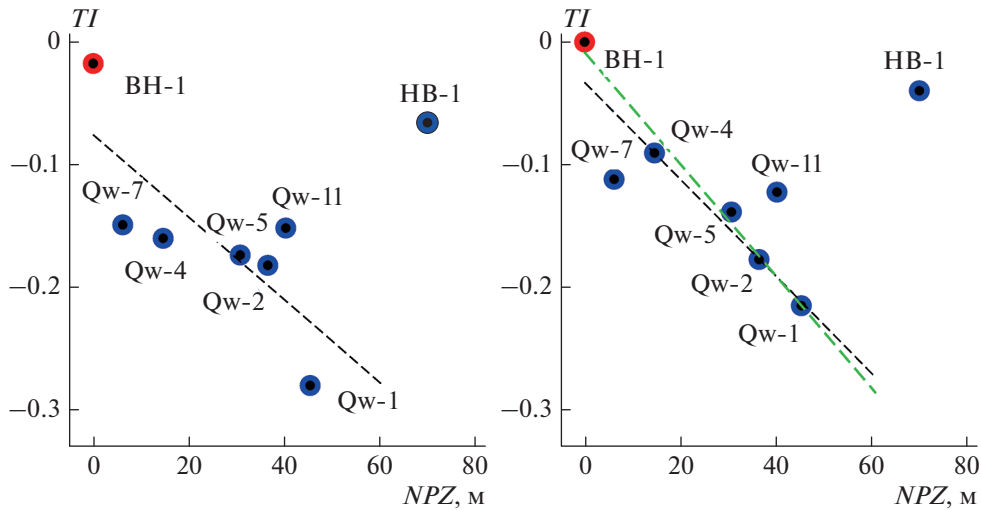 TI
0
BH-1
HB-1
−0.1
Qw-7
Qw-11
Qw-5
Qw-4
−0.2
Qw-2
Qw-1
−0.3
0 20 40 60 80
NPZ, м
TI
0
BH-1
HB-1
Qw-4
−0.1
Qw-7
Qw-11
Qw-5
−0.2
Qw-2
Qw-1
−0.3
0 20 40 60 80
NPZ, м